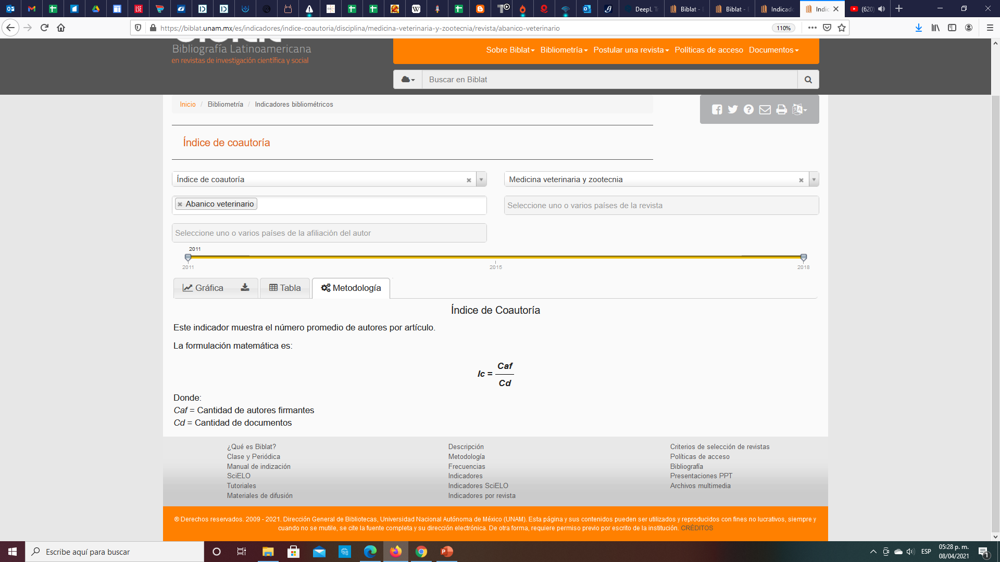 DeepL Tr
Biblat -
Biblat -
Indicado
Indic
(620)
https://biblat.unam.mx/es/indicadores/indice-coautoria/disciplina/medicina-veterinaria-y-zootecnia/revista/abanico-veterinario
110%
Bibliografía Latinoamericana
en revistas de investigación científica y social
Sobre Biblat Bibliometría Postular una revista Políticas de acceso Documentos
Buscar en Biblat
Inicio / Bibliometría / Indicadores bibliométricos
Índice de coautoría
Índice de coautoría
Medicina veterinaria y zootecnia
× Abanico veterinario
Seleccione uno o varios países de la revista
Seleccione uno o varios países de la afiliación del autor
2011
2011 2015 2018
Gráfica Tabla Metodología
Índice de Coautoría
Este indicador muestra el número promedio de autores por artículo.
La formulación matemática es:
Ic = Caf
Cd
Donde:
Caf = Cantidad de autores firmantes
Cd = Cantidad de documentos
¿Qué es Biblat?
Clase y Periódica
Manual de indización
SciELO
Tutoriales
Materiales de difusión
Descripción
Metodología
Frecuencias
Indicadores
Indicadores SciELO
Indicadores por revista
Criterios de selección de revistas
Políticas de acceso
Bibliografía
Presentaciones PPT
Archivos multimedia
® Derechos reservados. 2009 - 2021. Dirección General de Bibliotecas, Universidad Nacional Autónoma de México (UNAM). Esta página y sus contenidos pueden ser utilizados y reproducidos con fines no lucrativos, siempre y
cuando no se mutile, se cite la fuente completa y su dirección electrónica. De otra forma, requiere permiso previo por escrito de la institución. CRÉDITOS
Escribe aquí para buscar
ESP
05:28 p. m.
08/04/2021
1